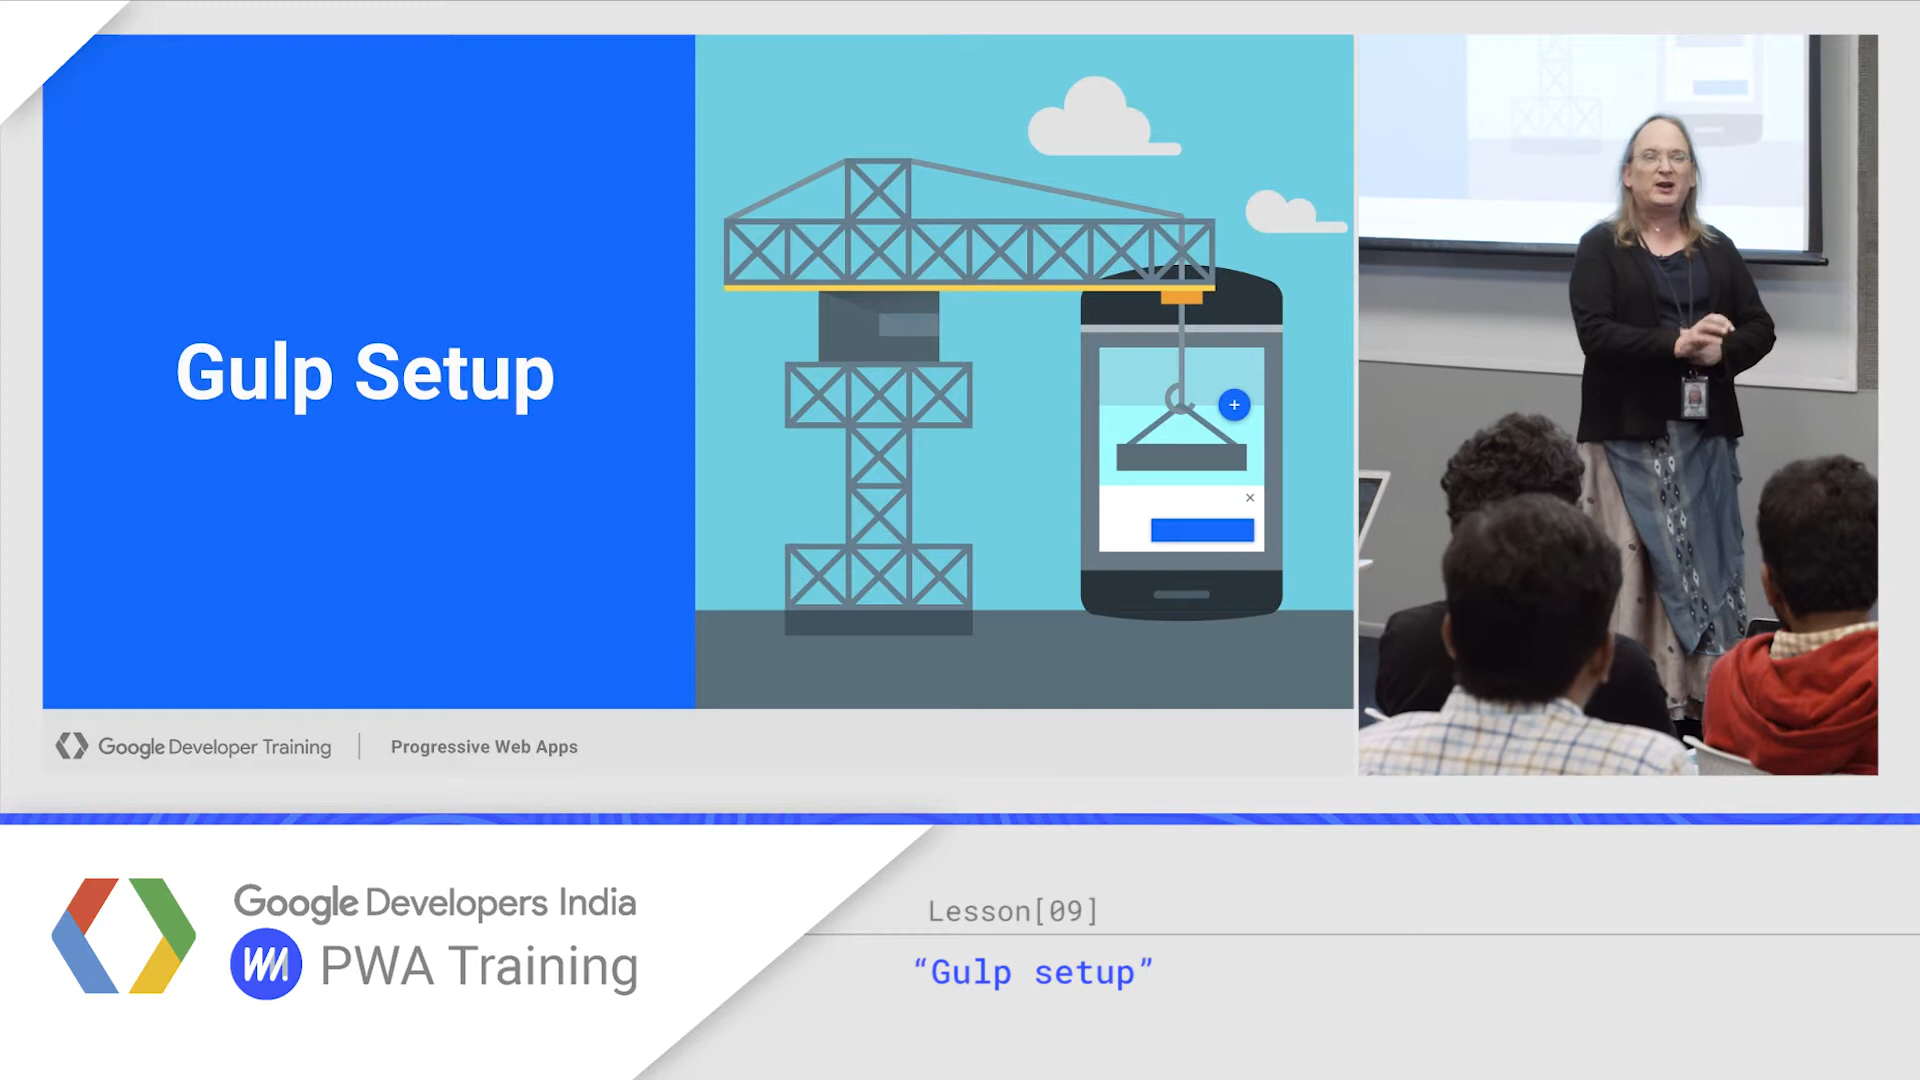 Gulp Setup
Google Developer Training | Progressive Web Apps
Google Developers India
PWA Training
Lesson[09]
“Gulp setup”